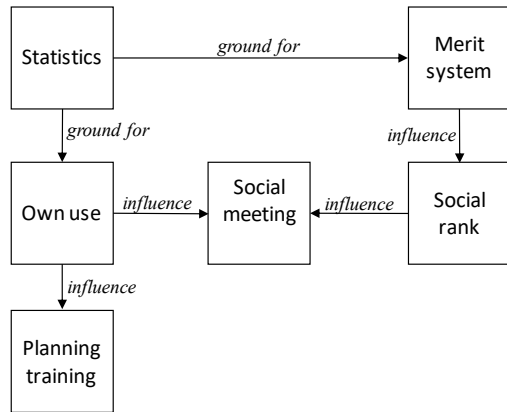 Statistics
ground for
Merit
system
ground for
influence
Own use
influence
Social
meeting
influence
Social
rank
influence
Planning
training